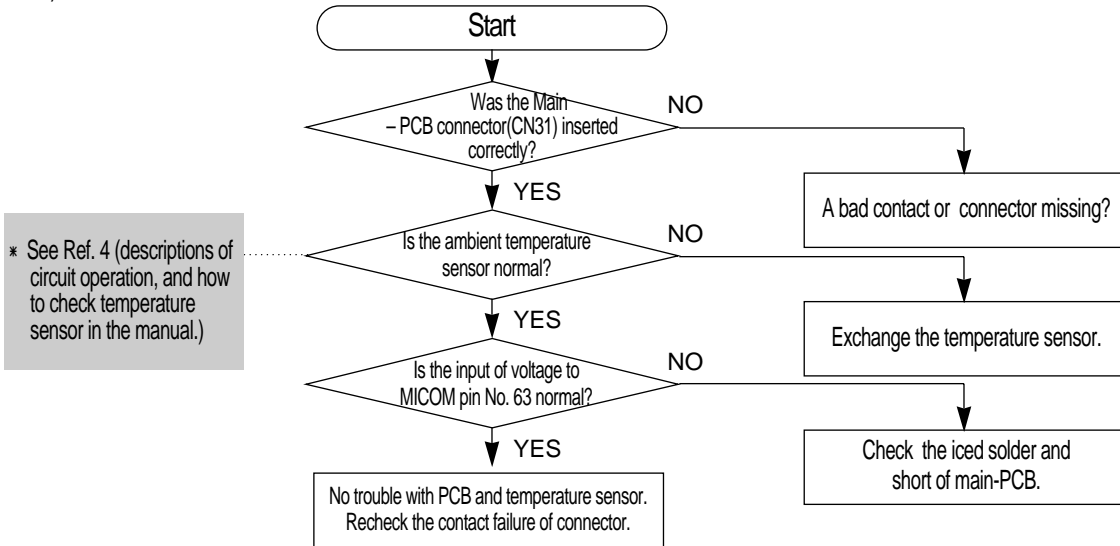 Start
Was the Main
– PCB connector(CN31) inserted
correctly?
NO
A bad contact or connector missing?
YES
* See Ref. 4 (descriptions of
circuit operation, and how
to check temperature
sensor in the manual.)
Is the ambient temperature
sensor normal?
NO
Exchange the temperature sensor.
YES
Is the input of voltage to
MICOM pin No. 63 normal?
NO
Check the iced solder and
short of main-PCB.
YES
No trouble with PCB and temperature sensor.
Recheck the contact failure of connector.